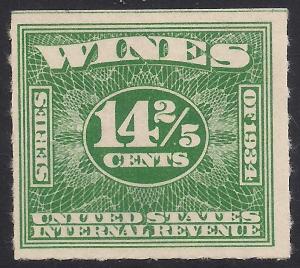 WINES
SERIES
OF 1934
14 2/5
CENTS
UNITED STATES
INTERNAL REVENUE